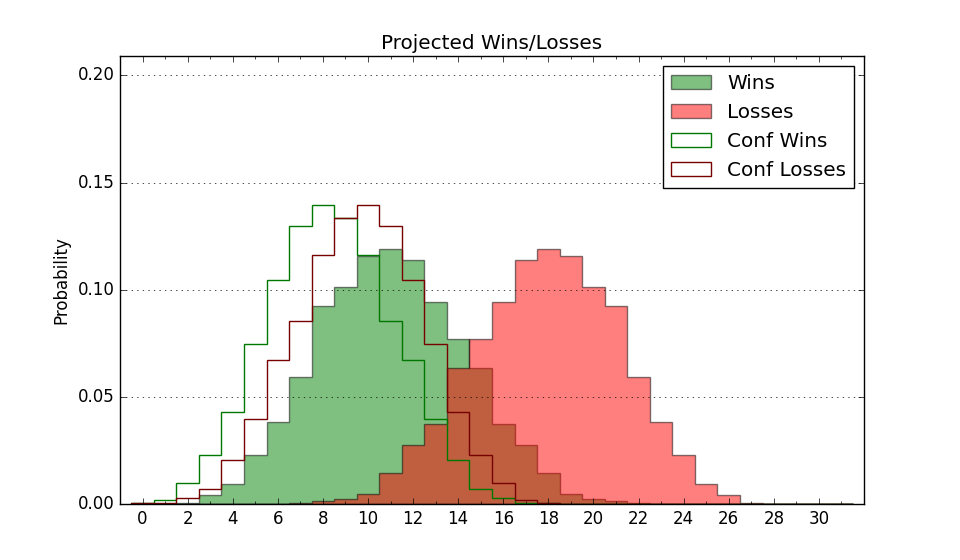 Projected Wins/Losses
0.20
0.15
0.10
0.05
0.00
Probability
Wins
Losses
Conf Wins
Conf Losses
0 2 4 6 8 10 12 14 16 18 20 22 24 26 28 30